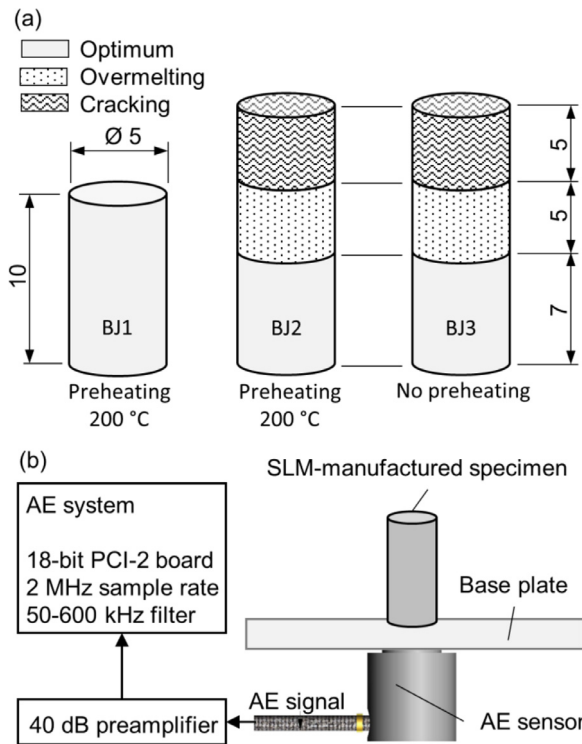 (a)
Optimum
Overmelting
Cracking
Ø 5
10
BJ1
BJ2
BJ3
5
5
7
Preheating
200 °C
Preheating
200 °C
No preheating
(b)
SLM-manufactured specimen
AE system
18-bit PCI-2 board
2 MHz sample rate
50-600 kHz filter
Base plate
AE signal
40 dB preamplifier
AE sensor